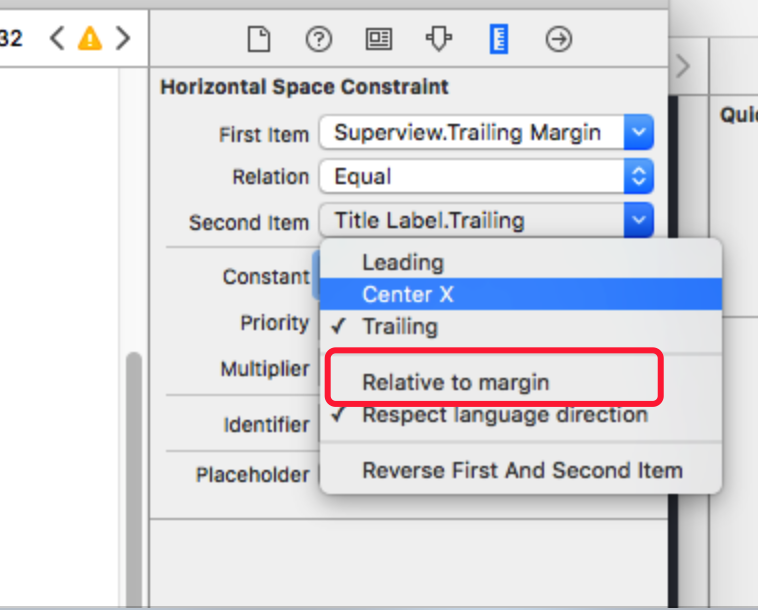 32
Horizontal Space Constraint
Quic
First Item Superview.Trailing Margin
Relation Equal
Second Item Title Label.Trailing
Constant
Leading
Center X
Priority
✓ Trailing
Multiplier
Relative to margin
Identifier
✓ Respect language direction
Placeholder
Reverse First And Second Item